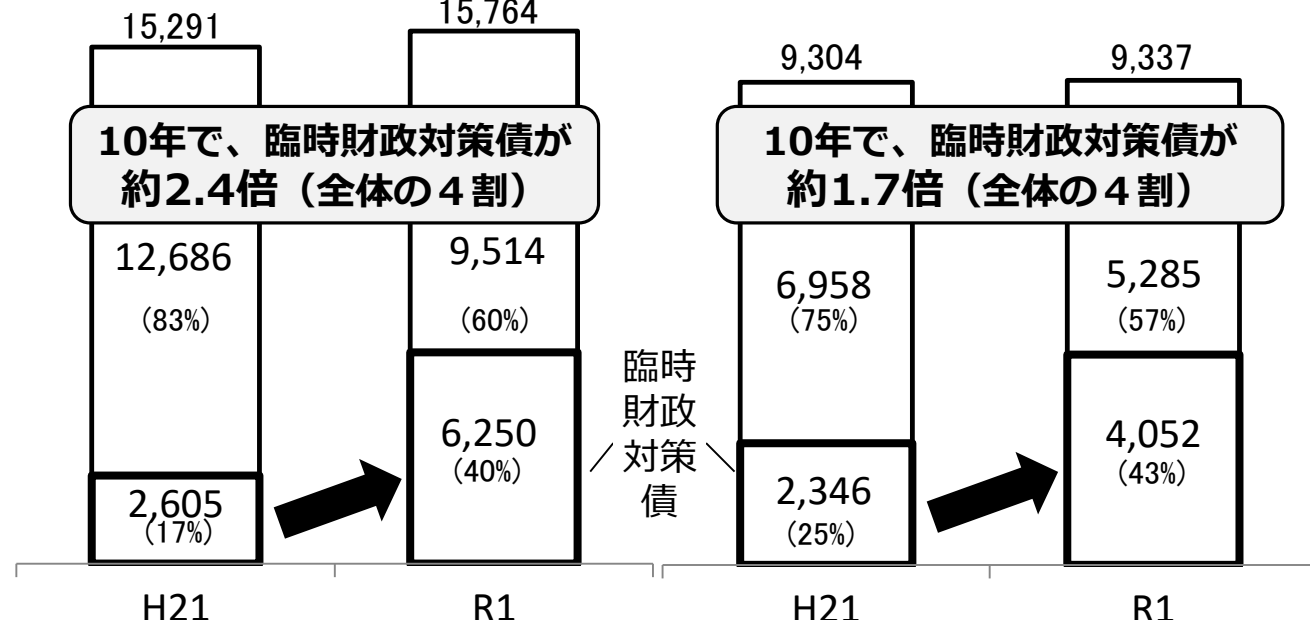 15,291
15,764
10年で、臨時財政対策債が
約2.4倍（全体の４割）
12,686
（83%）
9,514
（60%）
2,605
（17%）
6,250
（40%）
H21
R1
臨時
財政
対策
債
9,304
9,337
10年で、臨時財政対策債が
約1.7倍（全体の４割）
6,958
（75%）
5,285
（57%）
2,346
（25%）
4,052
（43%）
H21
R1